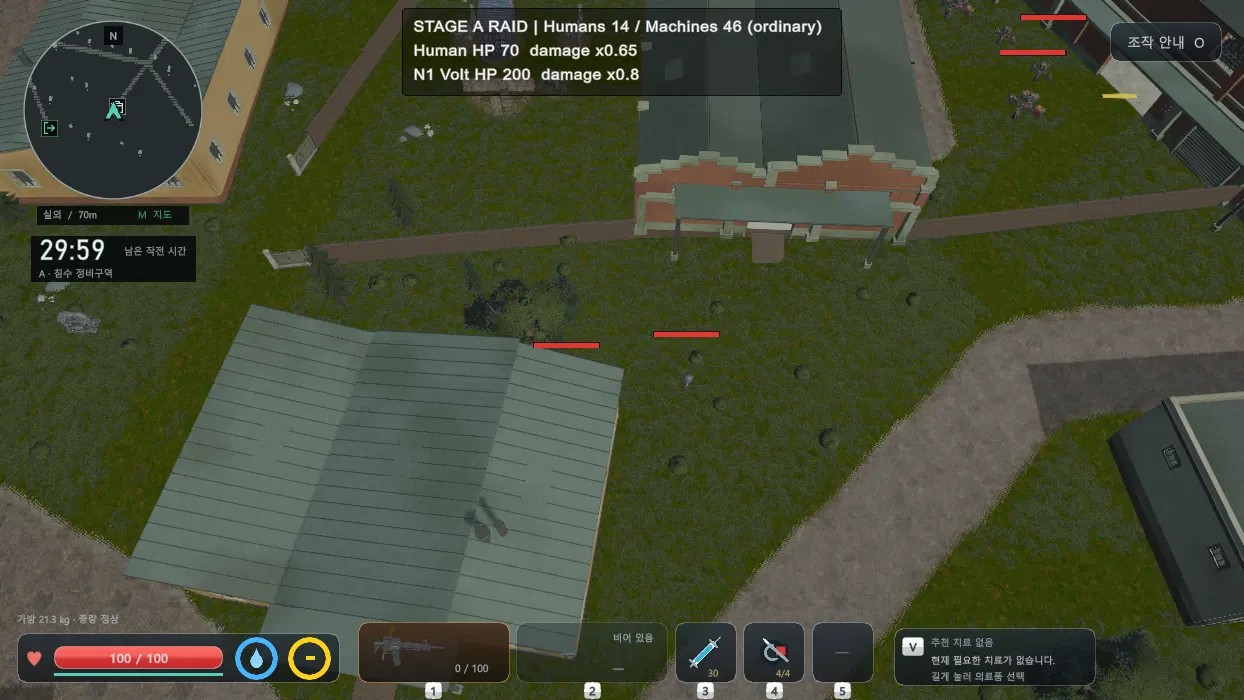 N
STAGE A RAID | Humans 14 / Machines 46 (ordinary)
Human HP 70 damage x0.65
N1 Volt HP 200 damage x0.8
조작 안내 O
실외 / 70m M 지도
29:59 남은 작전 시간
A · 침수 정비구역
가방 21.3 kg · 중량 정상
100 / 100
0 / 100
비어 있음
—
30
4/4
—
1
2
3
4
5
V
추천 치료 없음
현재 필요한 치료가 없습니다.
길게 눌러 의료품 선택